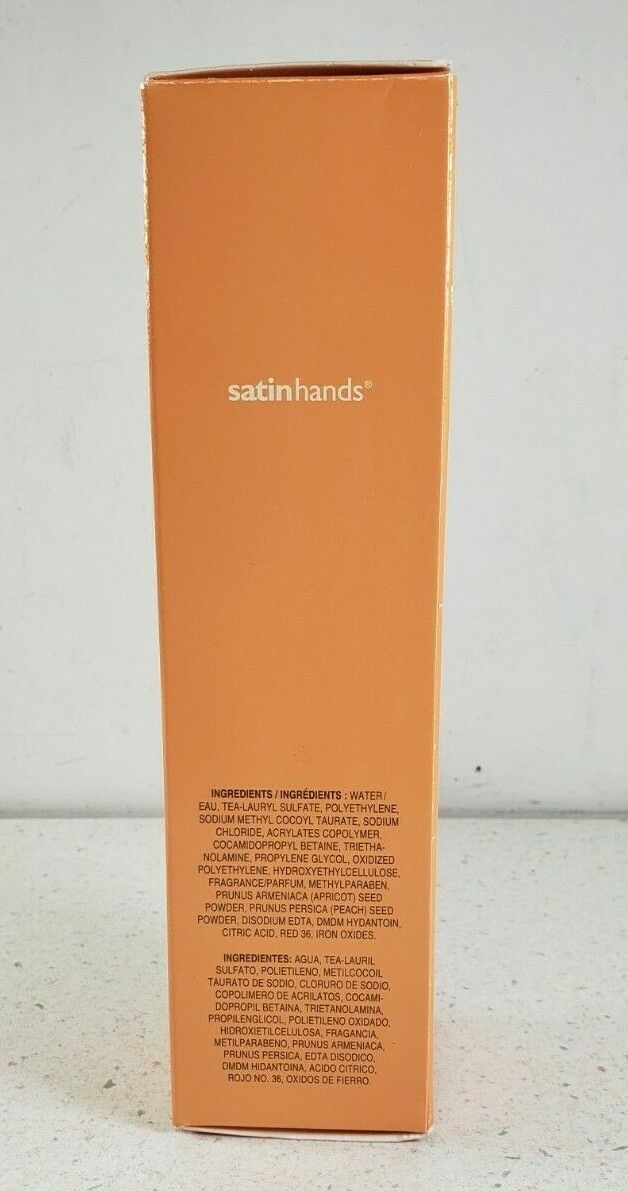 satinhands®
INGREDIENTS / INGRÉDIENTS : WATER /
EAU, TEA-LAURYL SULFATE, POLYETHYLENE,
SODIUM METHYL COCOYL TAURATE, SODIUM
CHLORIDE, ACRYLATES COPOLYMER,
COCAMIDOPROPYL BETAINE, TRIETHA-
NOLAMINE, PROPYLENE GLYCOL, OXIDIZED
POLYETHYLENE, HYDROXYETHYLCELLULOSE,
FRAGRANCE/PARFUM, METHYLPARABEN,
PRUNUS ARMENIACA (APRICOT) SEED
POWDER, PRUNUS PERSICA (PEACH) SEED
POWDER, DISODIUM EDTA, DMDM HYDANTOIN,
CITRIC ACID, RED 36, IRON OXIDES.
INGREDIENTES: AGUA, TEA-LAURIL
SULFATO, POLIETILENO, METILCOCOIL
TAURATO DE SODIO, CLORURO DE SODIO,
COPOLIMERO DE ACRILATOS, COCAMI-
DOPROPIL BETAINA, TRIETANOLAMINA,
PROPILENGLICOL, POLIETILENO OXIDADO,
HIDROXIETILCELULOSA, FRAGANCIA,
METILPARABENO, PRUNUS ARMENIACA,
PRUNUS PERSICA, EDTA DISODICO,
DMDM HIDANTOINA, ACIDO CITRICO,
ROJO NO. 36, OXIDOS DE FIERRO.